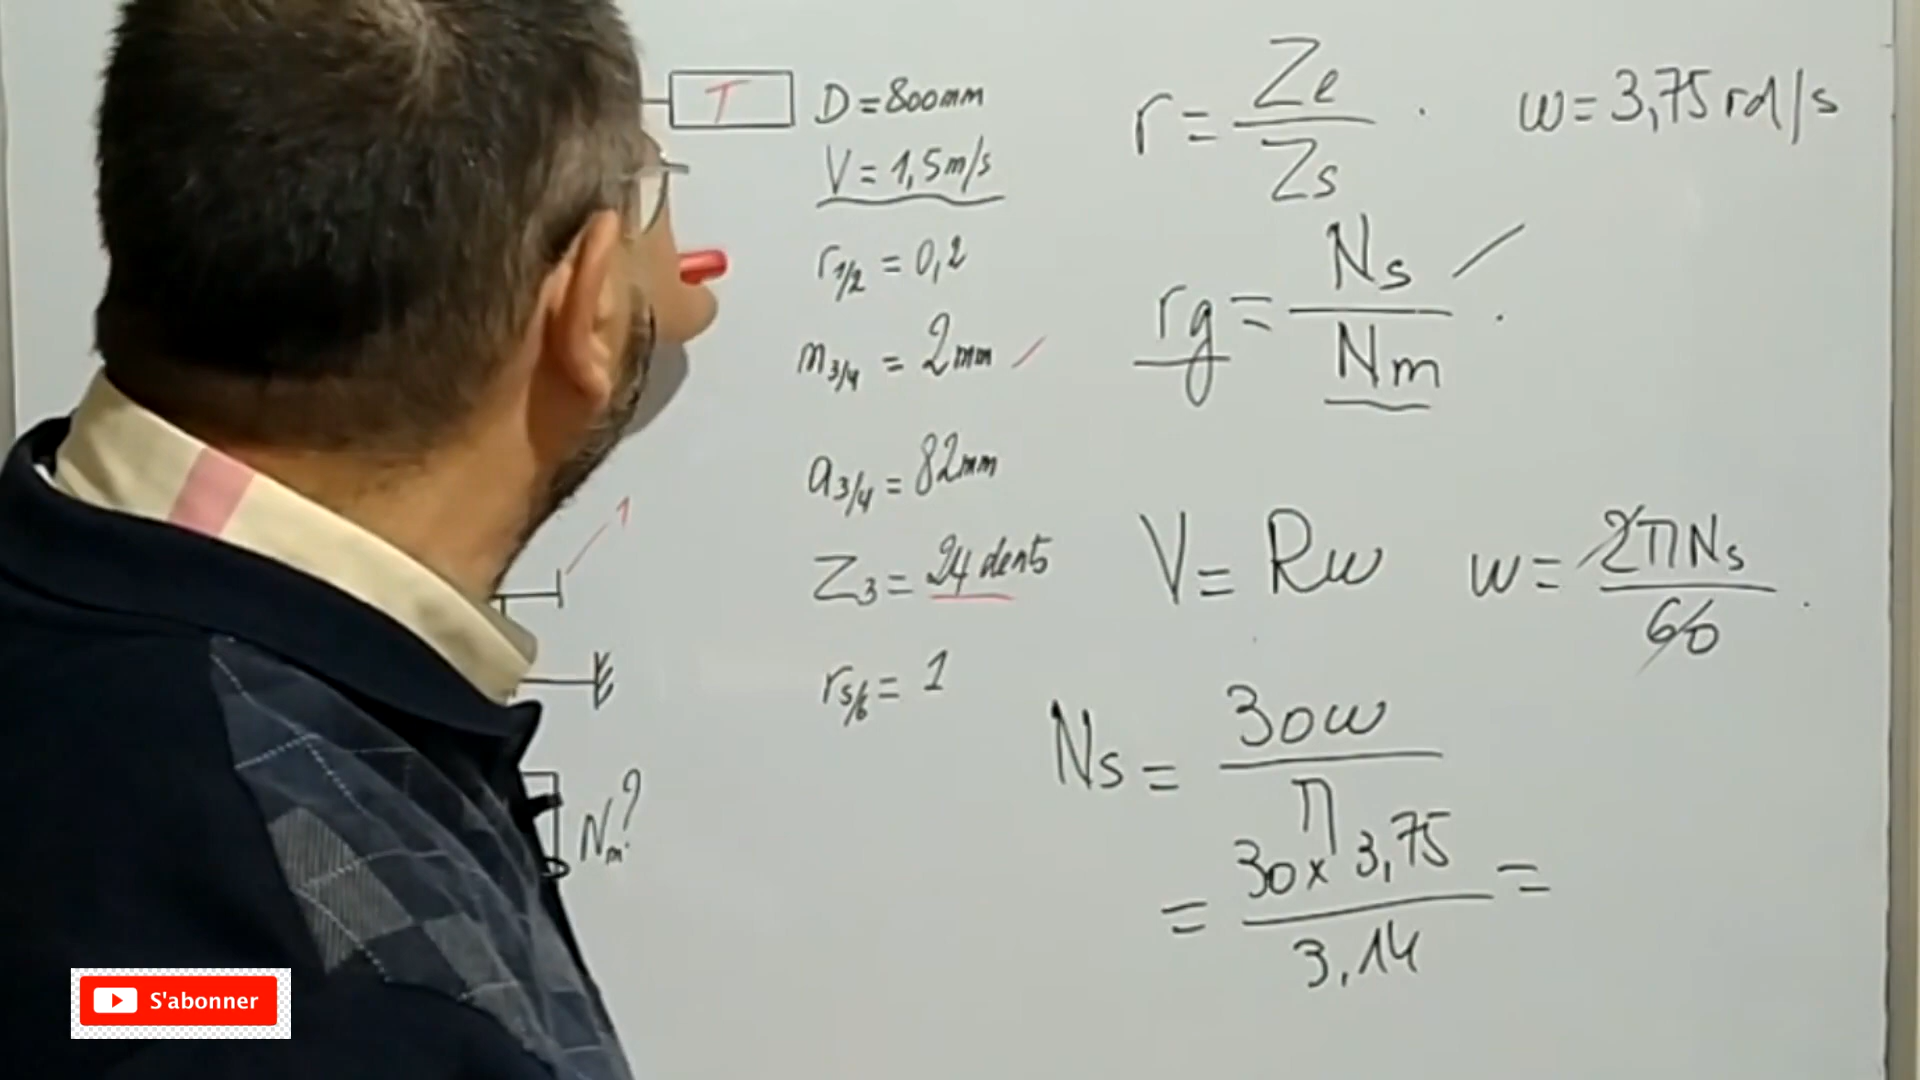 T
D = 800mm
V = 1,5m/s
r1/2 = 0,2
m3/4 = 2mm
a3/4 = 82mm
Z3 = 24 dents
r5/6 = 1
Nm?
r = Ze / Zs
w = 3,75 rd/s
rg = Ns / Nm
V = Rw
w = 2πNs / 60
Ns = 30w / π
= 30 x 3,75 / 3,14 =
S'abonner